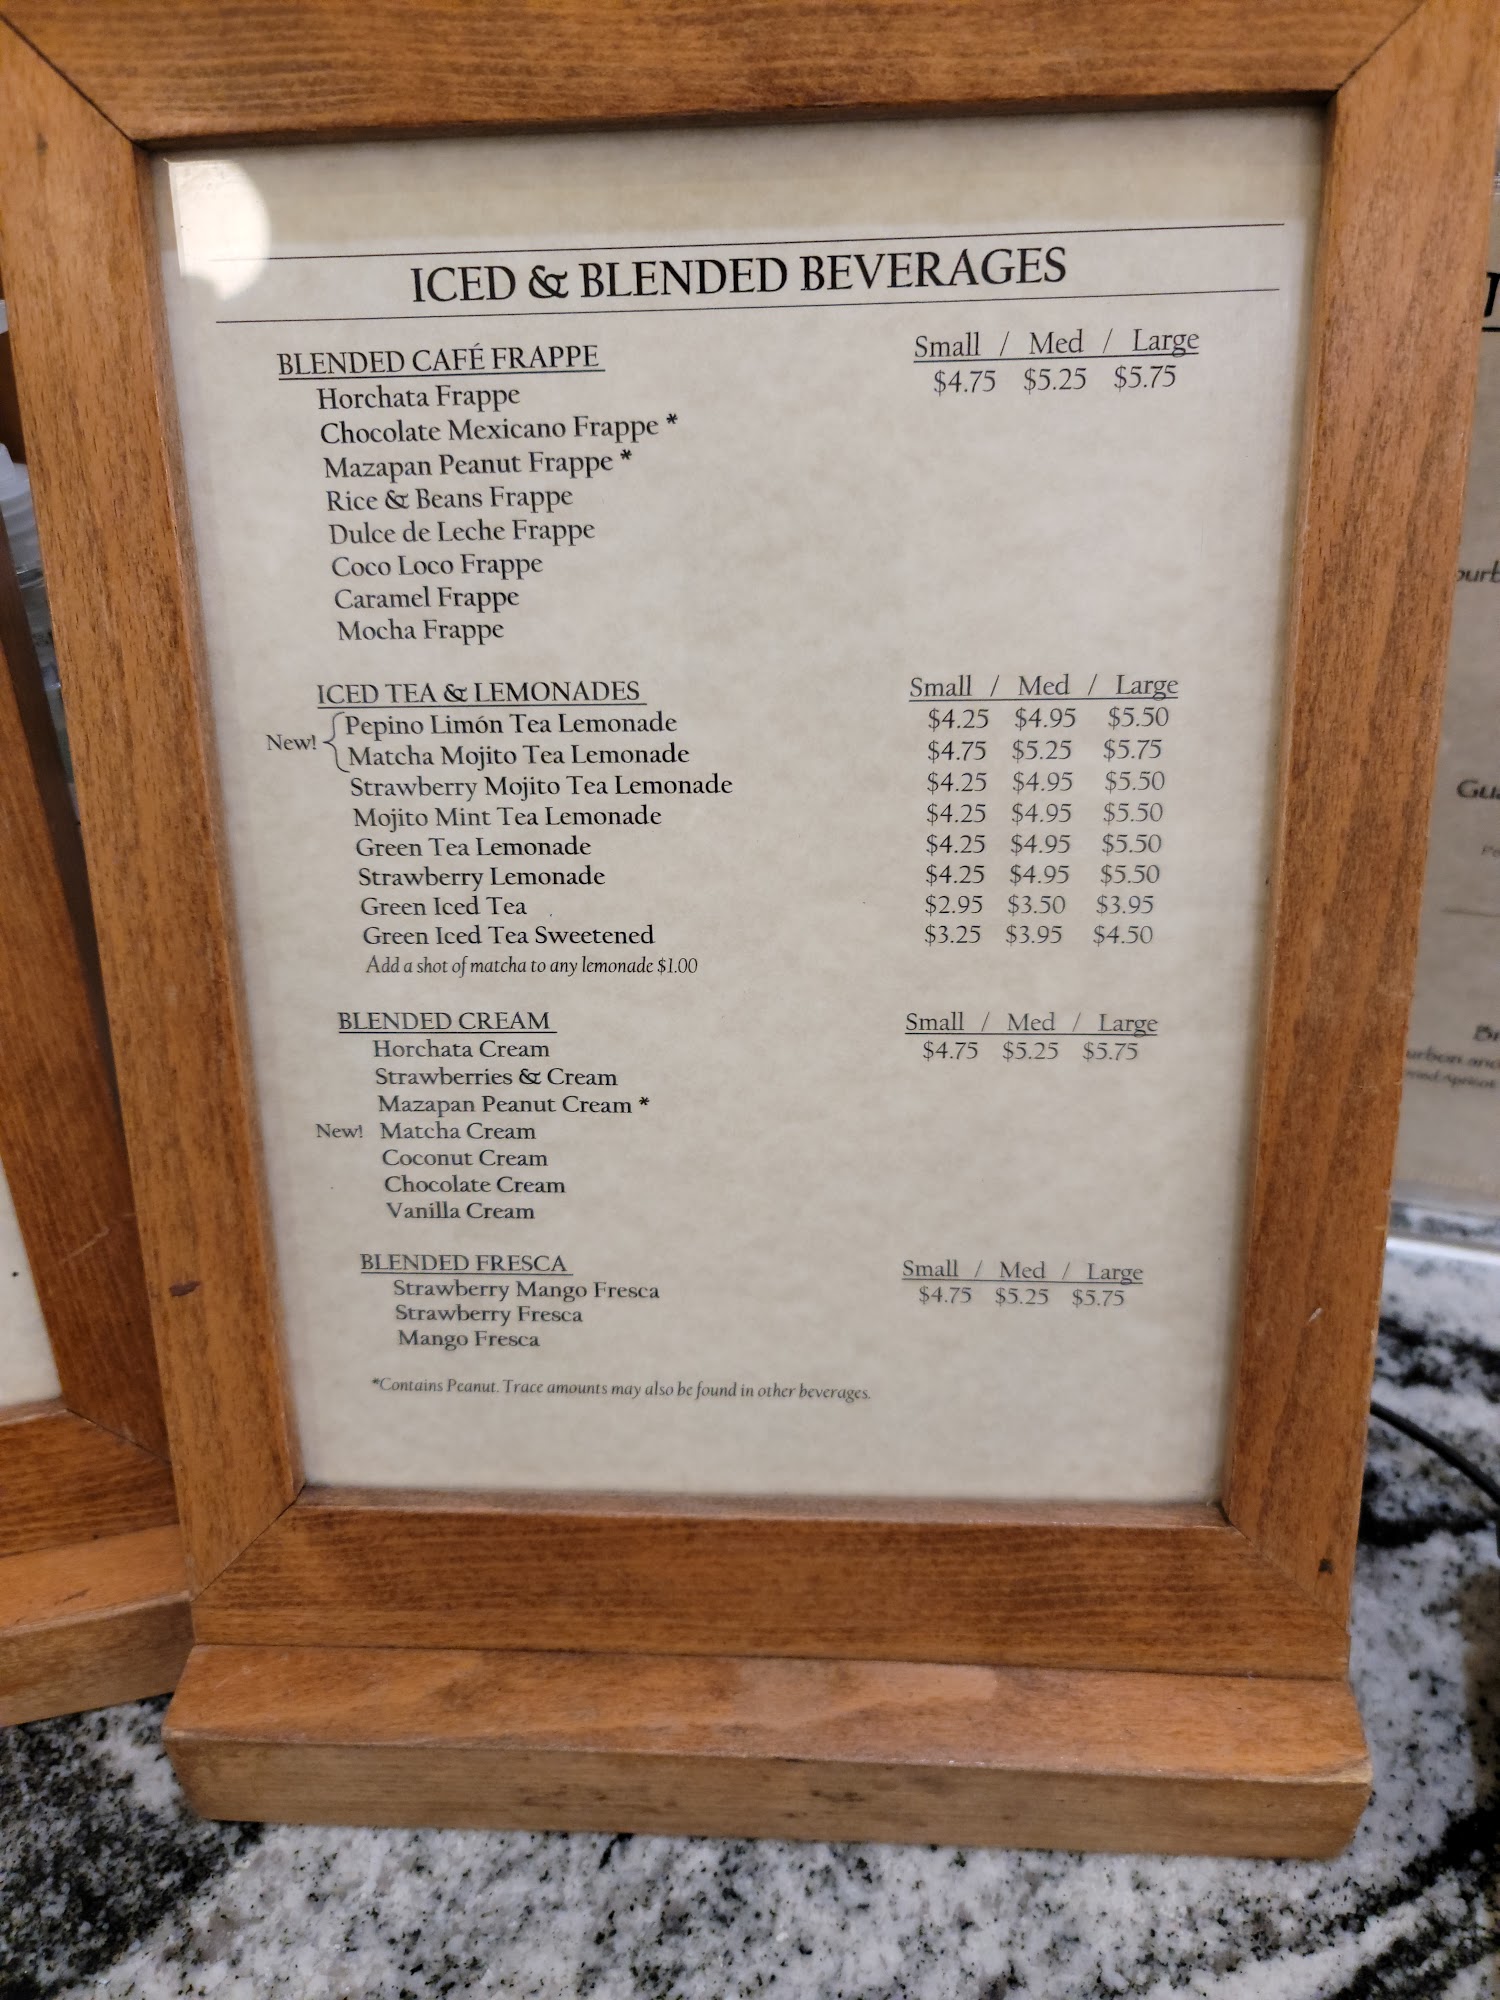 ICED & BLENDED BEVERAGES
BLENDED CAFÉ FRAPPE Small / Med / Large
Horchata Frappe $4.75 $5.25 $5.75
Chocolate Mexicano Frappe *
Mazapan Peanut Frappe *
Rice & Beans Frappe
Dulce de Leche Frappe
Coco Loco Frappe
Caramel Frappe
Mocha Frappe
ICED TEA & LEMONADES Small / Med / Large
New! Pepino Limón Tea Lemonade $4.25 $4.95 $5.50
Matcha Mojito Tea Lemonade $4.75 $5.25 $5.75
Strawberry Mojito Tea Lemonade $4.25 $4.95 $5.50
Mojito Mint Tea Lemonade $4.25 $4.95 $5.50
Green Tea Lemonade $4.25 $4.95 $5.50
Strawberry Lemonade $4.25 $4.95 $5.50
Green Iced Tea $2.95 $3.50 $3.95
Green Iced Tea Sweetened $3.25 $3.95 $4.50
Add a shot of matcha to any lemonade $1.00
BLENDED CREAM Small / Med / Large
Horchata Cream $4.75 $5.25 $5.75
Strawberries & Cream
Mazapan Peanut Cream *
New! Matcha Cream
Coconut Cream
Chocolate Cream
Vanilla Cream
BLENDED FRESCA Small / Med / Large
Strawberry Mango Fresca $4.75 $5.25 $5.75
Strawberry Fresca
Mango Fresca
*Contains Peanut. Trace amounts may also be found in other beverages.